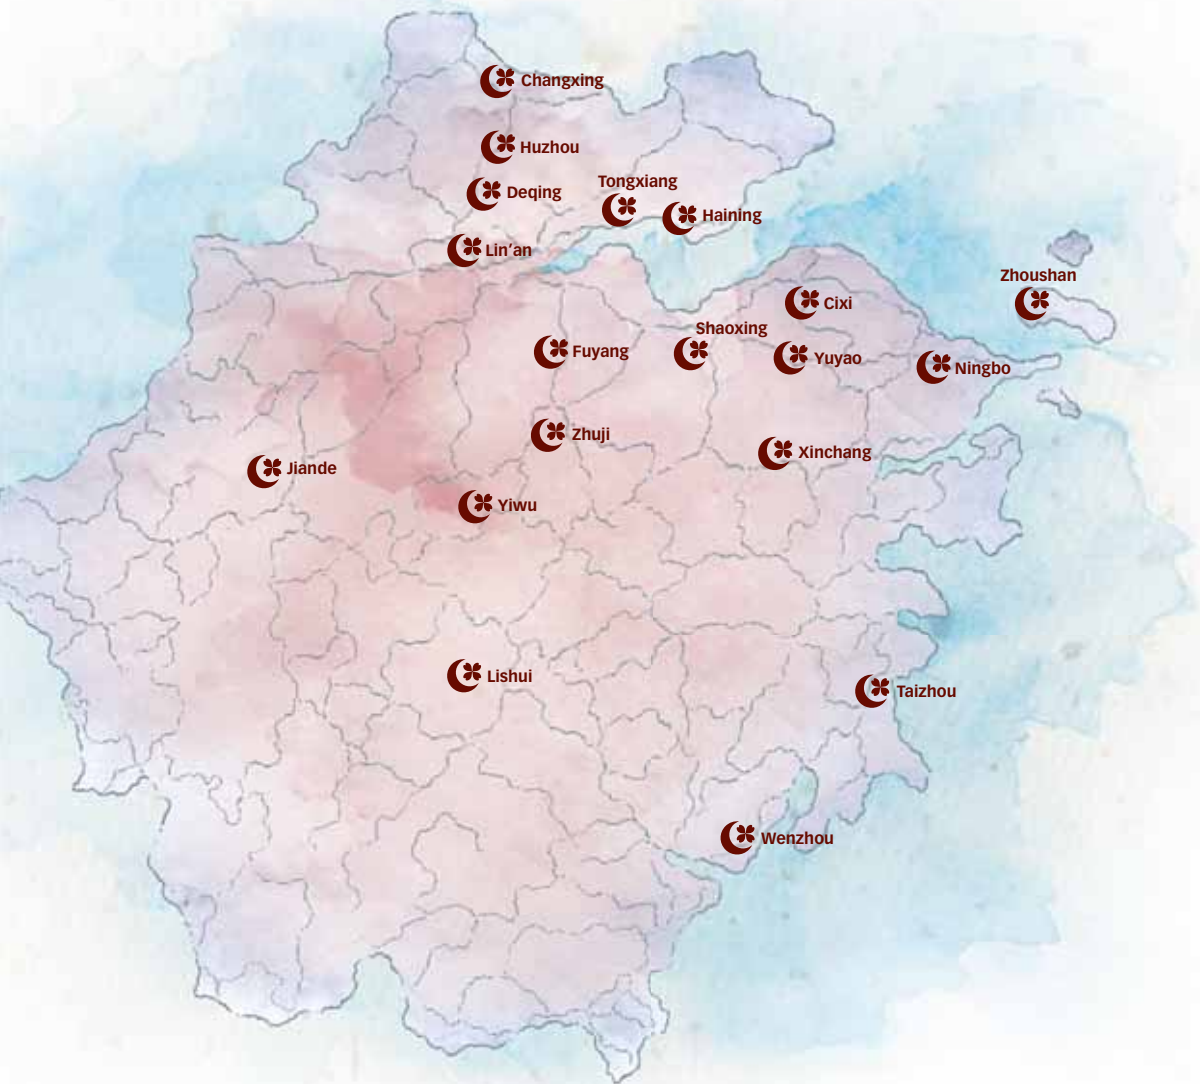 Changxing
Huzhou
Tongxiang
Deqing
Haining
Lin’an
Zhoushan
Cixi
Shaoxing
Fuyang
Yuyao
Ningbo
Zhuji
Xinchang
Jiande
Yiwu
Lishui
Taizhou
Wenzhou